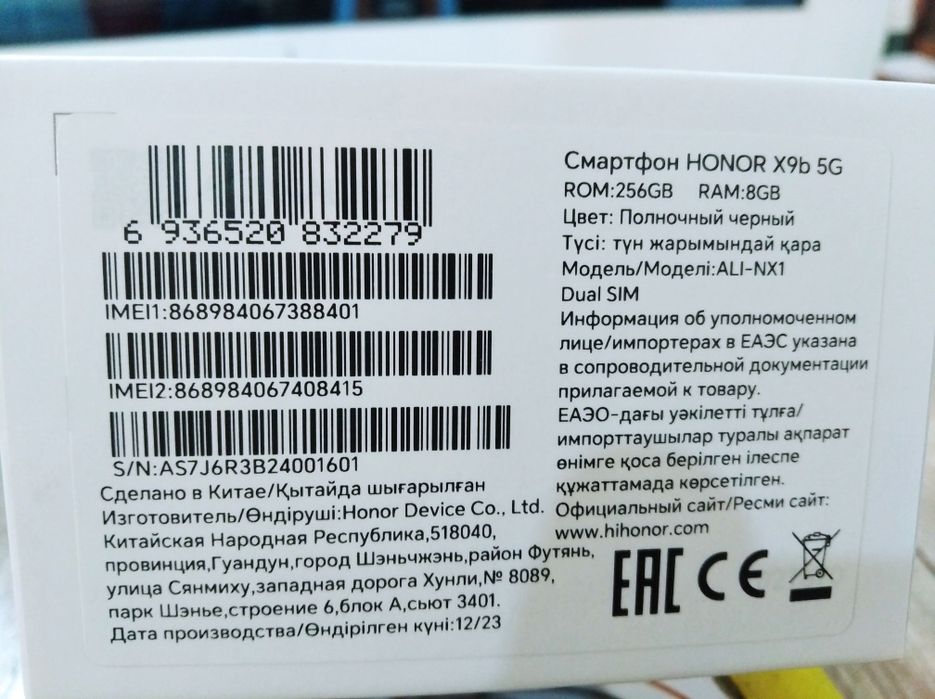 6 936520 832279
IMEI1:868984067388401
IMEI2:868984067408415
S/N:AS7J6R3B24001601
Сделано в Китае/Қытайда шығарылған
Изготовитель/Өндіруші:Honor Device Co., Ltd.
Китайская Народная Республика,518040,
провинция,Гуандун,город Шэньчжэнь,район Футянь,
улица Сянмиху,западная дорога Хунли,№ 8089,
парк Шэнье,строение 6,блок А,сьют 3401.
Дата производства/Өндірілген күні:12/23
Смартфон HONOR X9b 5G
ROM:256GB RAM:8GB
Цвет: Полночный черный
Түсі: түн жарымындай қара
Модель/Моделі:ALI-NX1
Dual SIM
Информация об уполномоченном
лице/импортерах в ЕАЭС указана
в сопроводительной документации
прилагаемой к товару.
ЕАЭО-дағы уәкілетті тұлға/
импорттаушылар туралы ақпарат
өнімге қоса берілген ілеспе
құжаттамада көрсетілген.
Официальный сайт/Ресми сайт:
www.hihonor.com
EAC CE